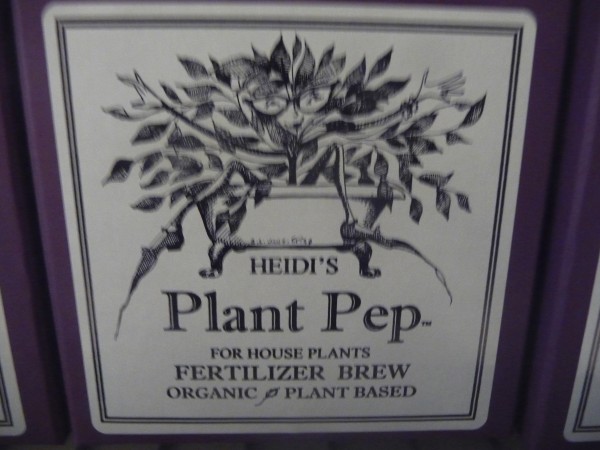 HEIDI'S
Plant Pep™
FOR HOUSE PLANTS
FERTILIZER BREW
ORGANIC PLANT BASED